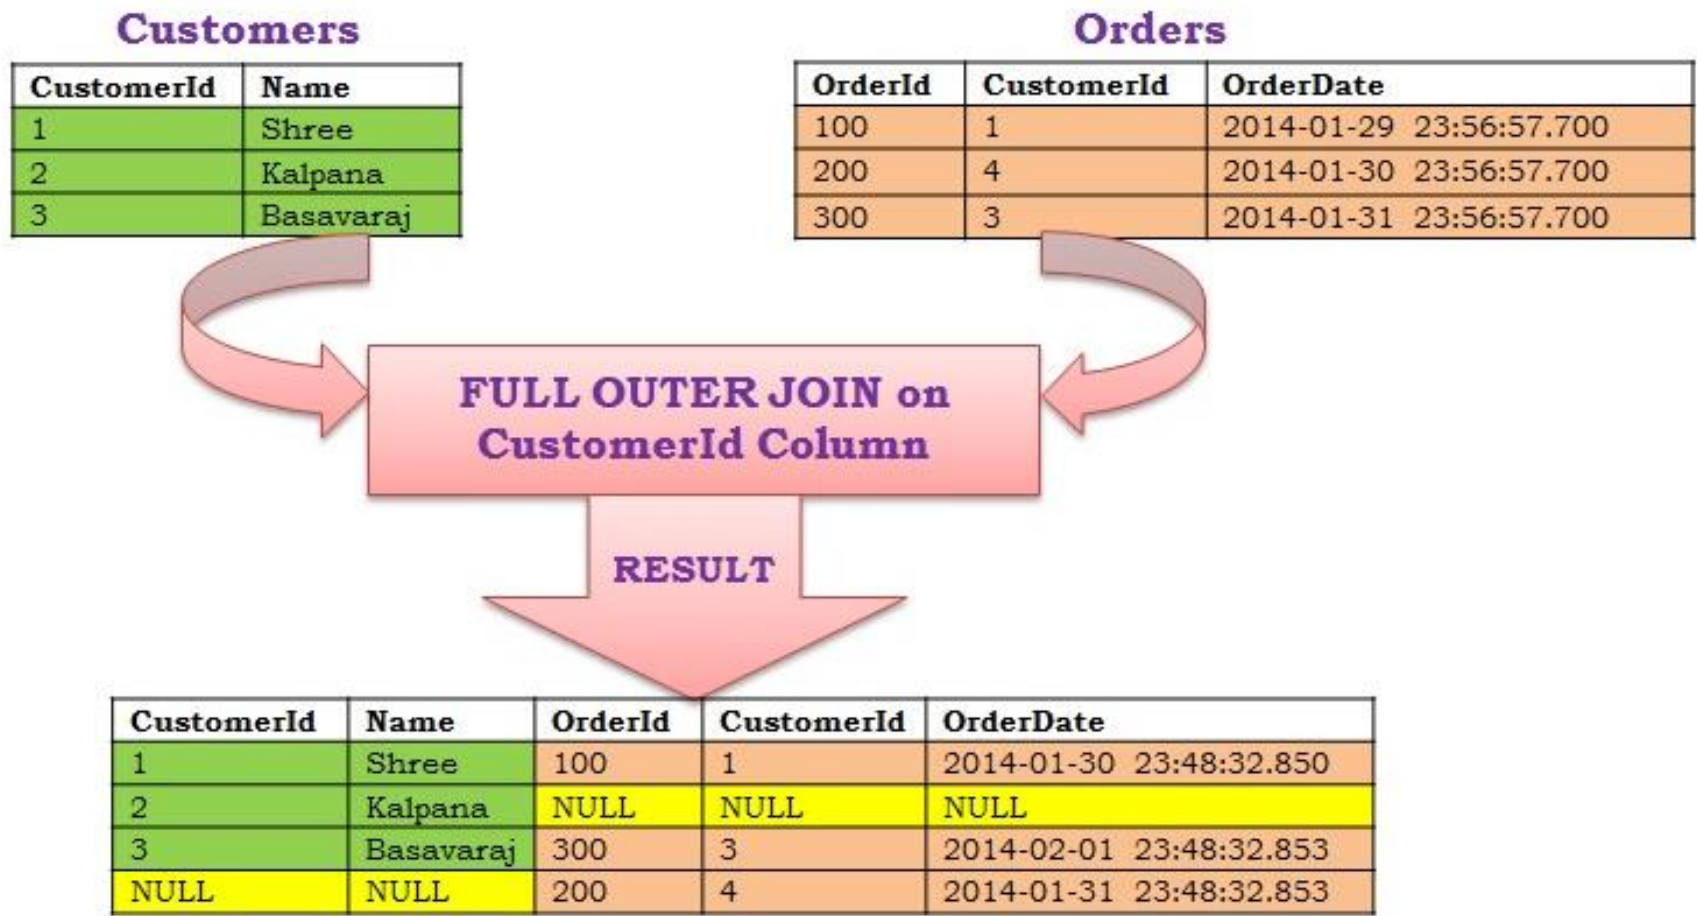 Customers
CustomerId Name
1 Shree
2 Kalpana
3 Basavaraj
Orders
OrderId CustomerId OrderDate
100 1 2014-01-29 23:56:57.700
200 4 2014-01-30 23:56:57.700
300 3 2014-01-31 23:56:57.700
FULL OUTER JOIN on
CustomerId Column
RESULT
CustomerId Name OrderId CustomerId OrderDate
1 Shree 100 1 2014-01-30 23:48:32.850
2 Kalpana NULL NULL NULL
3 Basavaraj 300 3 2014-02-01 23:48:32.853
NULL NULL 200 4 2014-01-31 23:48:32.853